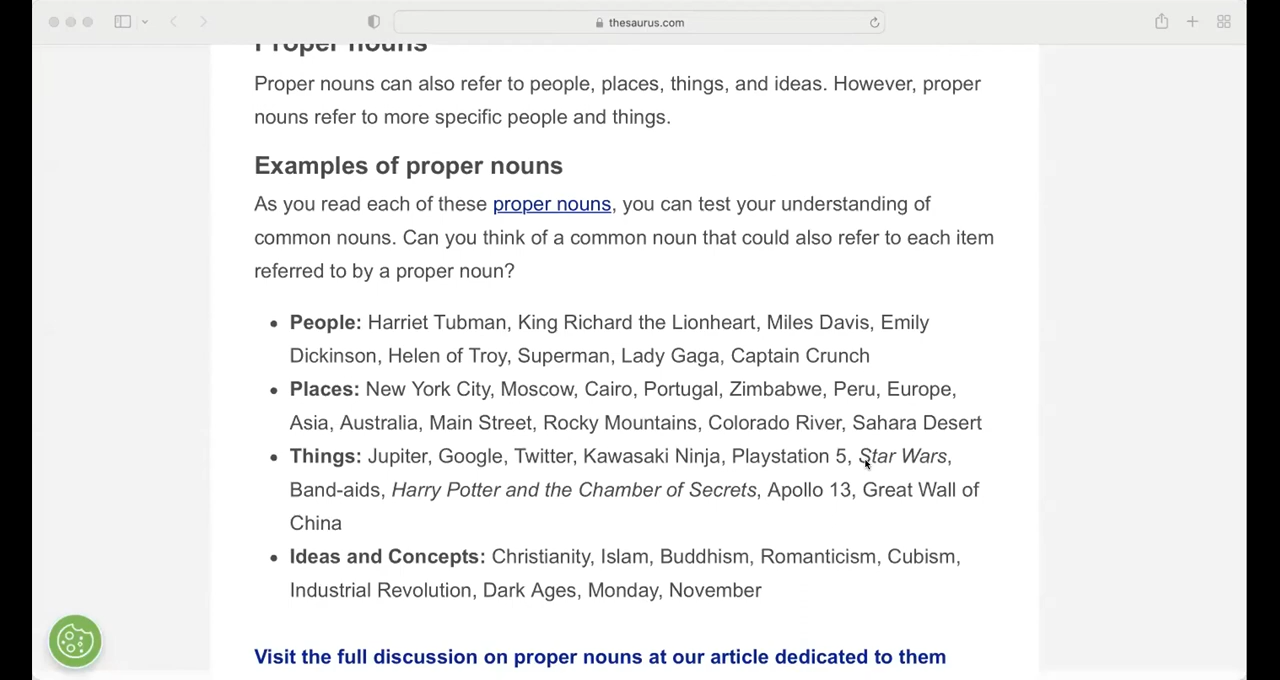 thesaurus.com
Proper nouns
Proper nouns can also refer to people, places, things, and ideas. However, proper
nouns refer to more specific people and things.
Examples of proper nouns
As you read each of these proper nouns, you can test your understanding of
common nouns. Can you think of a common noun that could also refer to each item
referred to by a proper noun?
• People: Harriet Tubman, King Richard the Lionheart, Miles Davis, Emily
Dickinson, Helen of Troy, Superman, Lady Gaga, Captain Crunch
• Places: New York City, Moscow, Cairo, Portugal, Zimbabwe, Peru, Europe,
Asia, Australia, Main Street, Rocky Mountains, Colorado River, Sahara Desert
• Things: Jupiter, Google, Twitter, Kawasaki Ninja, Playstation 5, Star Wars,
Band-aids, Harry Potter and the Chamber of Secrets, Apollo 13, Great Wall of
China
• Ideas and Concepts: Christianity, Islam, Buddhism, Romanticism, Cubism,
Industrial Revolution, Dark Ages, Monday, November
Visit the full discussion on proper nouns at our article dedicated to them